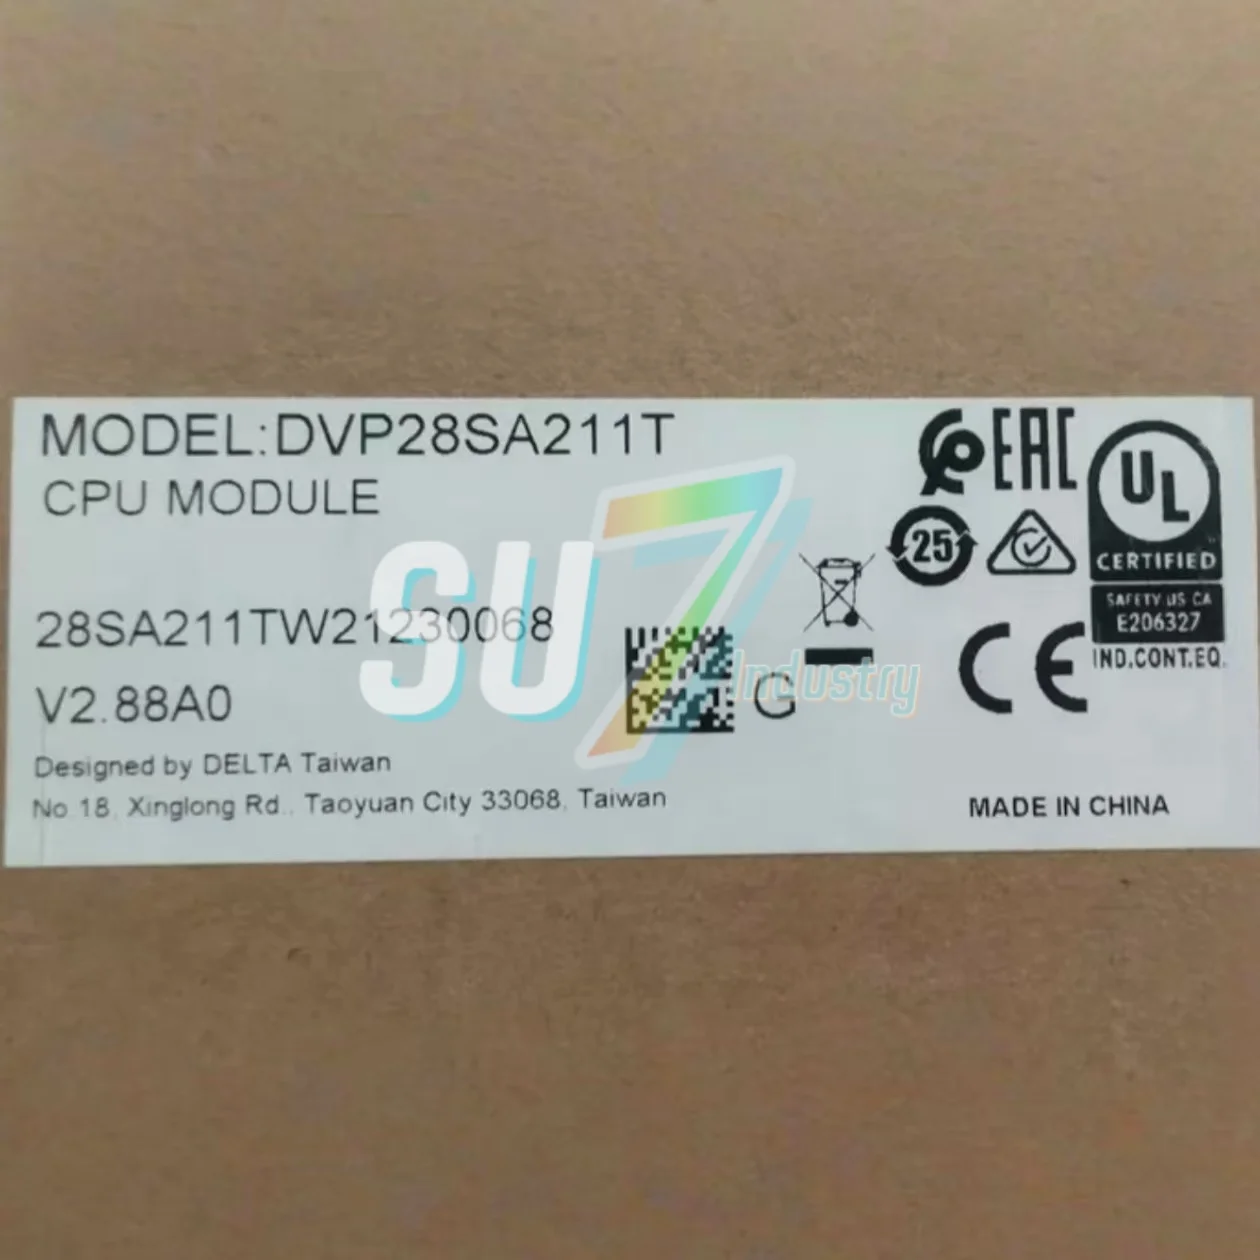 MODEL:DVP28SA211T
CPU MODULE
28SA211TW21230068
V2.88A0
Designed by DELTA Taiwan
No.18, Xinglong Rd., Taoyuan City 33068, Taiwan
SU7
Industry
G
EAC
25
UL
CERTIFIED
SAFETY US CA
E206327
IND.CONT.EQ.
CE
MADE IN CHINA